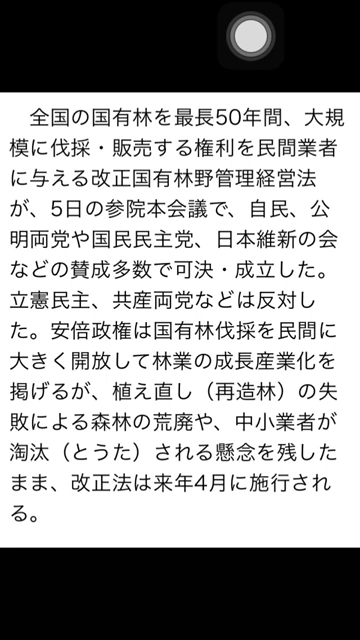 全国の国有林を最長50年間、大規
模に伐採・販売する権利を民間業者
に与える改正国有林野管理経営法
が、5日の参院本会議で、自民、公
明両党や国民民主党、日本維新の会
などの賛成多数で可決・成立した。
立憲民主、共産両党などは反対し
た。安倍政権は国有林伐採を民間に
大きく開放して林業の成長産業化を
掲げるが、植え直し（再造林）の失
敗による森林の荒廃や、中小業者が
淘汰（とうた）される懸念を残した
まま、改正法は来年4月に施行され
る。